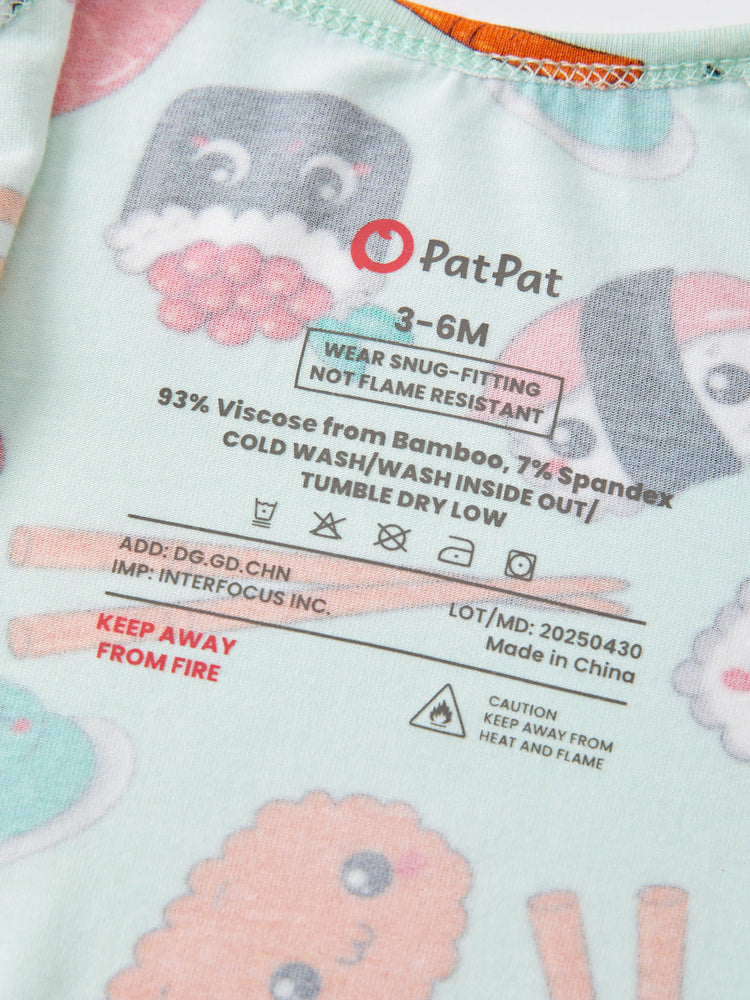 PatPat
3-6M
WEAR SNUG-FITTING
NOT FLAME RESISTANT
93% Viscose from Bamboo, 7% Spandex
COLD WASH/WASH INSIDE OUT/
TUMBLE DRY LOW
ADD: DG.GD.CHN
IMP: INTERFOCUS INC.
LOT/MD: 20250430
Made in China
KEEP AWAY
FROM FIRE
CAUTION
KEEP AWAY FROM
HEAT AND FLAME